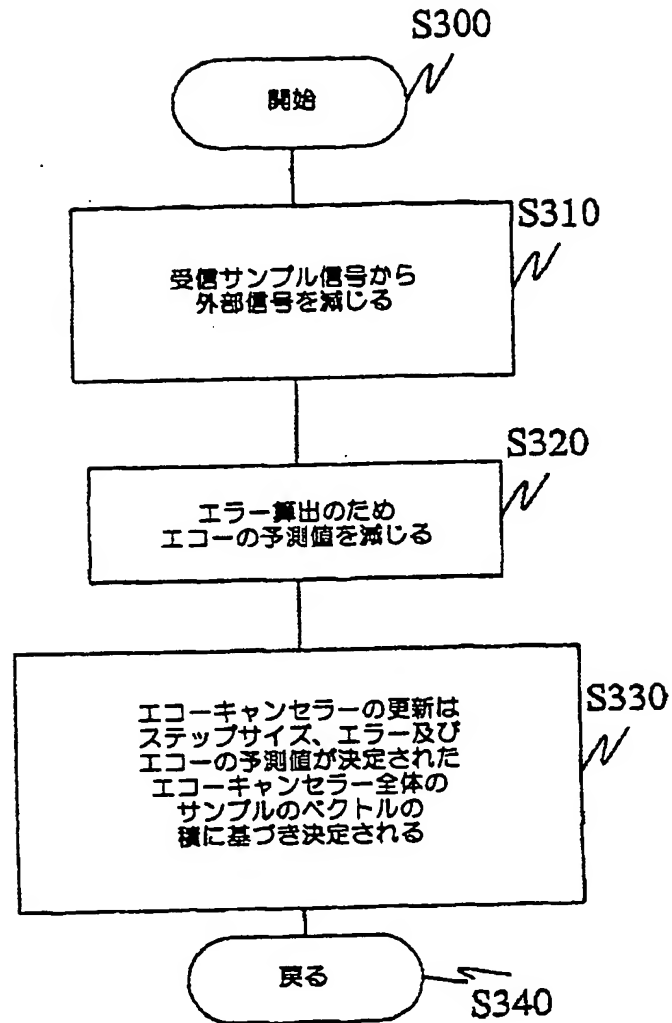 S300
開始
S310
受信サンプル信号から
外部信号を減じる
S320
エラー算出のため
エコーの予測値を減じる
S330
エコーキャンセラーの更新は
ステップサイズ、エラー及び
エコーの予測値が決定された
エコーキャンセラー全体の
サンプルのベクトルの
積に基づき決定される
戻る
S340